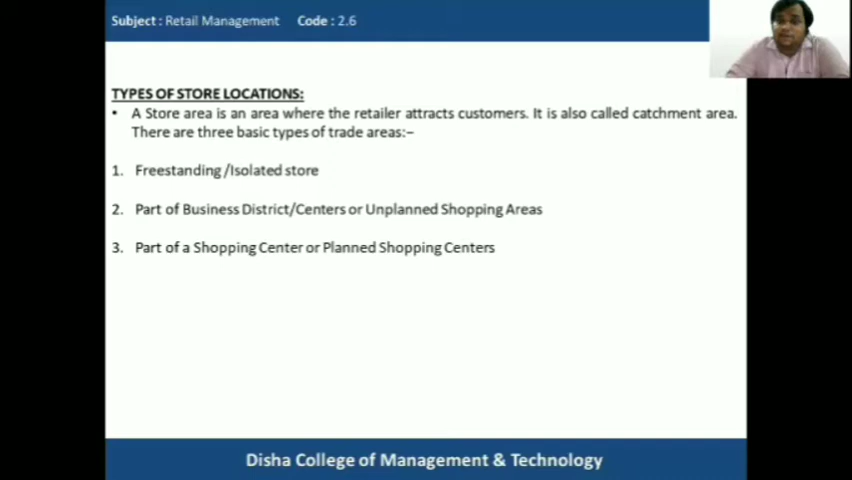 Subject : Retail Management Code : 2.6
TYPES OF STORE LOCATIONS:
• A Store area is an area where the retailer attracts customers. It is also called catchment area.
There are three basic types of trade areas:–
1. Freestanding /Isolated store
2. Part of Business District/Centers or Unplanned Shopping Areas
3. Part of a Shopping Center or Planned Shopping Centers
Disha College of Management & Technology